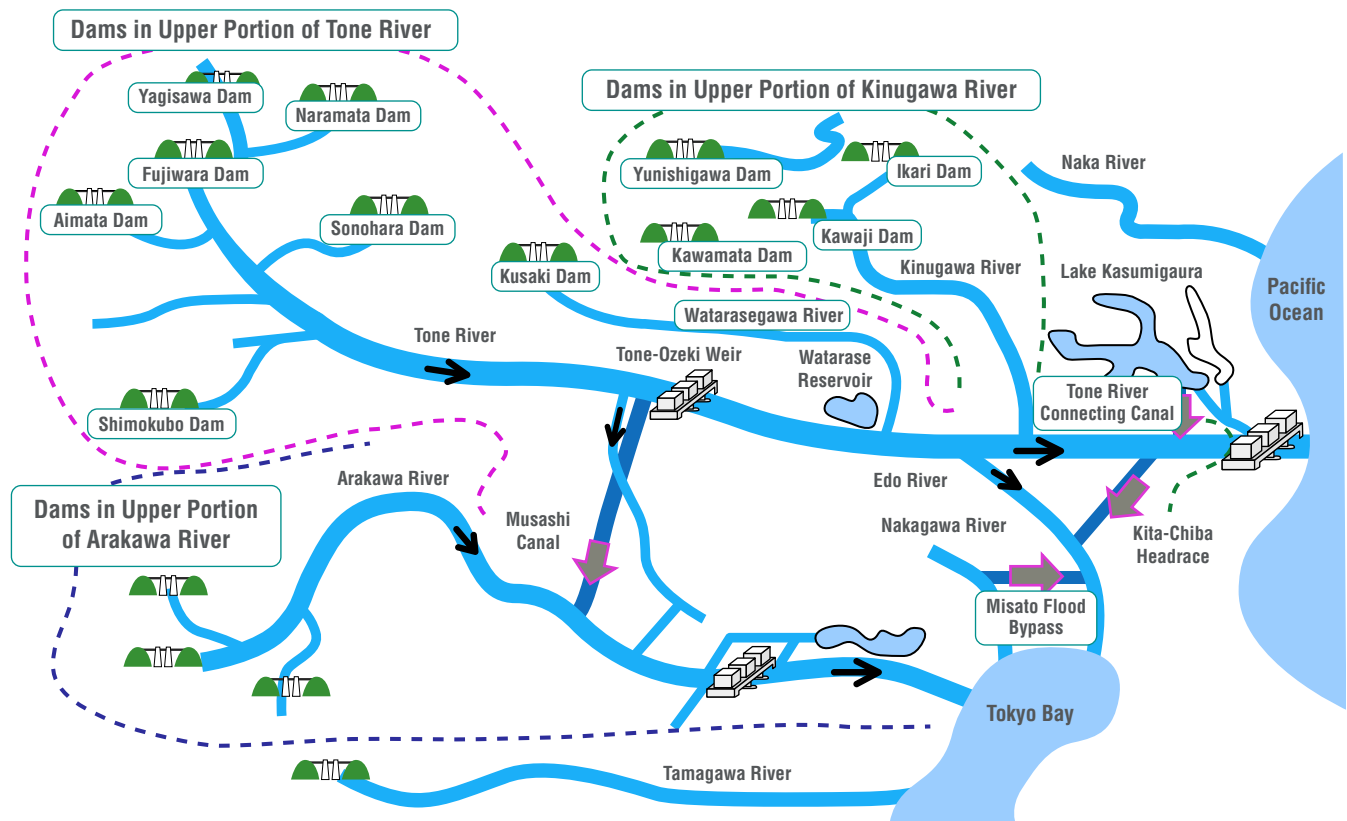 Dams in Upper Portion of Tone River
Yagisawa Dam
Naramata Dam
Fujiwara Dam
Aimata Dam
Sonohara Dam
Shimokubo Dam
Dams in Upper Portion of Kinugawa River
Yunishigawa Dam
Ikari Dam
Kawaji Dam
Kawamata Dam
Kusaki Dam
Kinugawa River
Naka River
Lake Kasumigaura
Pacific
Ocean
Watarasegawa River
Tone River
Tone-Ozeki Weir
Watarase
Reservoir
Tone River
Connecting Canal
Dams in Upper Portion
of Arakawa River
Arakawa River
Musashi
Canal
Edo River
Nakagawa River
Kita-Chiba
Headrace
Misato Flood
Bypass
Tokyo Bay
Tamagawa River